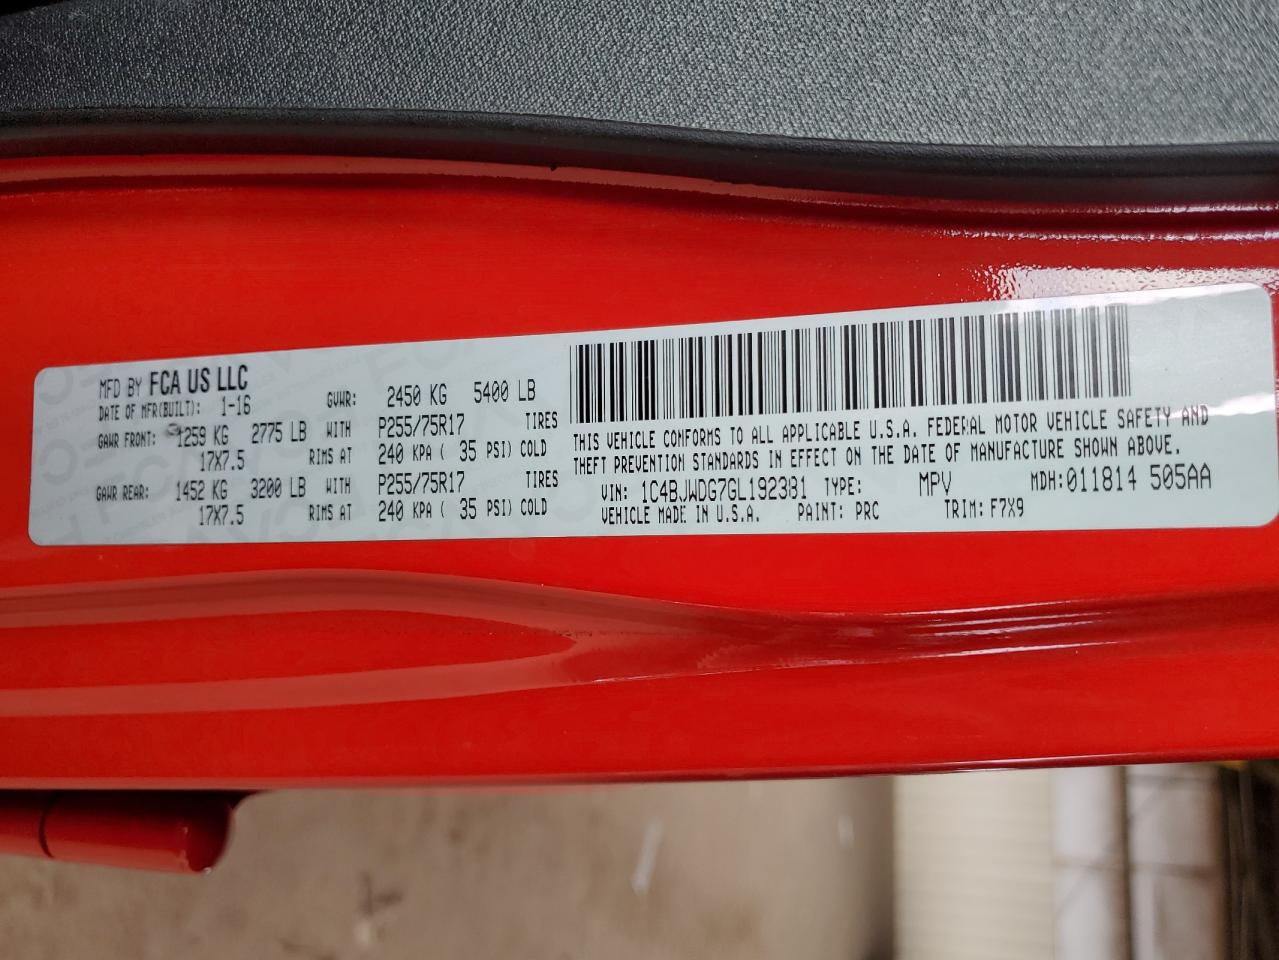 MFD BY FCA US LLC
DATE OF MFR(BUILT): 1-16 GVWR: 2450 KG 5400 LB
GAWR FRONT: 1259 KG 2775 LB WITH P255/75R17 TIRES
17X7.5 RIMS AT 240 KPA ( 35 PSI) COLD
GAWR REAR: 1452 KG 3200 LB WITH P255/75R17 TIRES
17X7.5 RIMS AT 240 KPA ( 35 PSI) COLD
THIS VEHICLE CONFORMS TO ALL APPLICABLE U.S.A. FEDERAL MOTOR VEHICLE SAFETY AND
THEFT PREVENTION STANDARDS IN EFFECT ON THE DATE OF MANUFACTURE SHOWN ABOVE.
VIN: 1C4BJWDG7GL192381 TYPE: MPV MDH:011814 505AA
VEHICLE MADE IN U.S.A. PAINT: PRC TRIM: F7X9